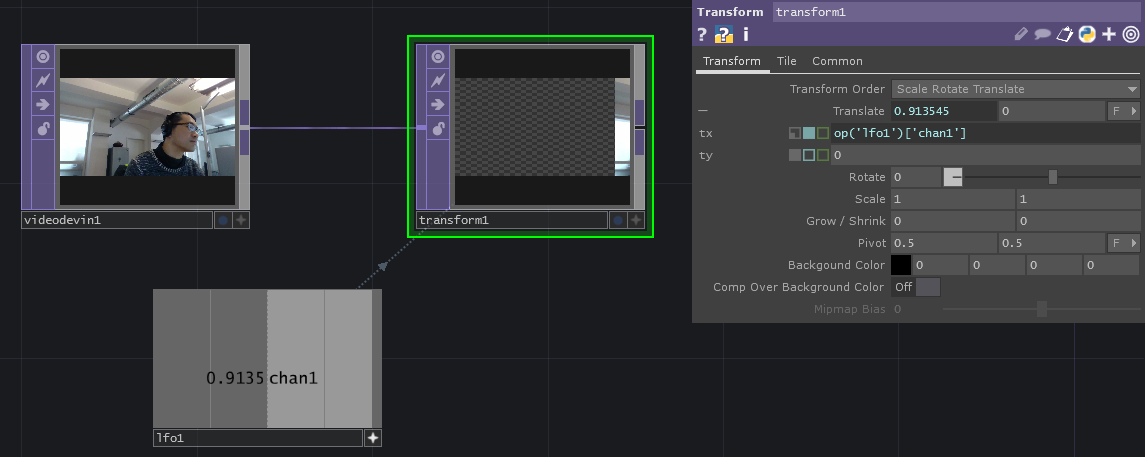 Transform transform1
? ? i
Transform Tile Common
Transform Order Scale Rotate Translate
Translate 0.913545 0 F
tx op('lfo1')['chan1']
ty 0
Rotate 0
Scale 1 1
Grow / Shrink 0 0
Pivot 0.5 0.5 F
Backgound Color 0 0 0 0
Comp Over Background Color Off
Mipmap Bias 0
videodevin1
transform1
0.9135 chan1
lfo1